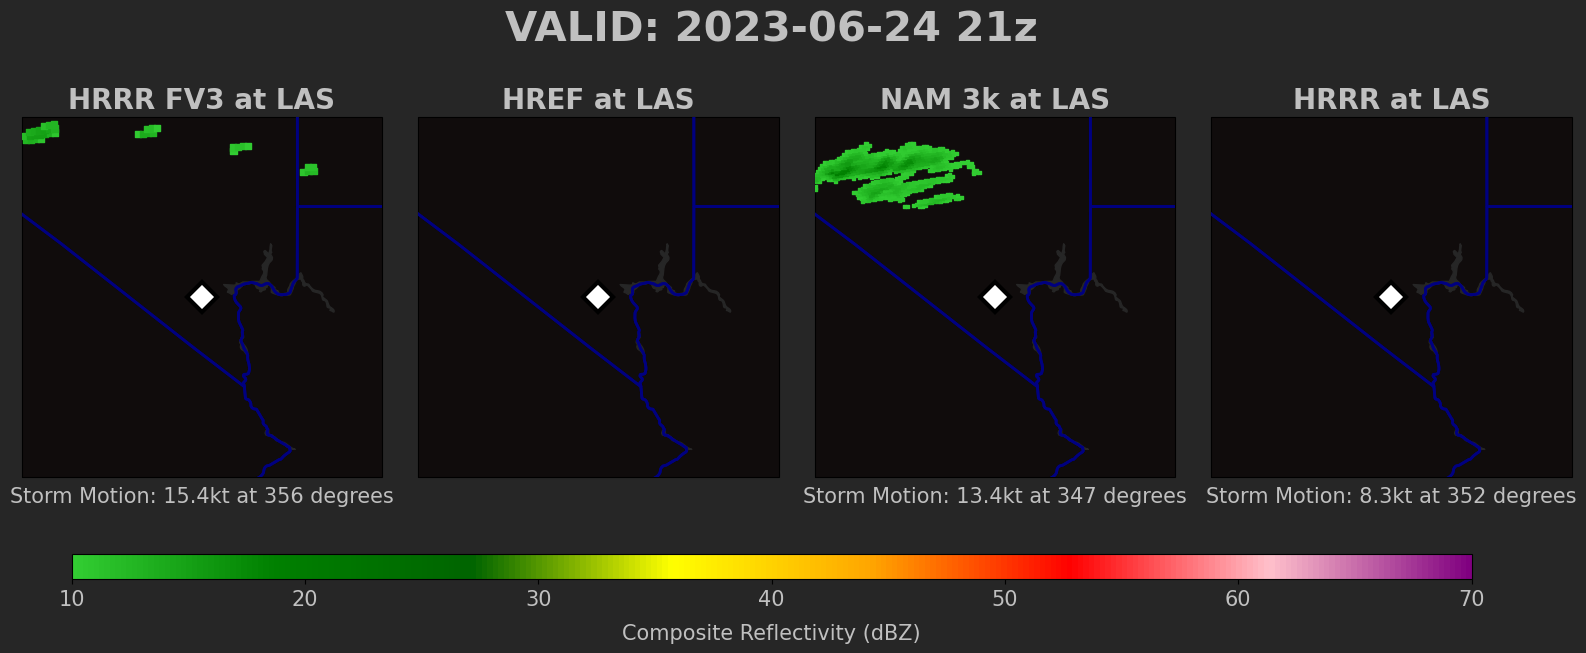 VALID: 2023-06-24 21z
HRRR FV3 at LAS
HREF at LAS
NAM 3k at LAS
HRRR at LAS
Storm Motion: 15.4kt at 356 degrees
Storm Motion: 13.4kt at 347 degrees
Storm Motion: 8.3kt at 352 degrees
10 20 30 40 50 60 70
Composite Reflectivity (dBZ)